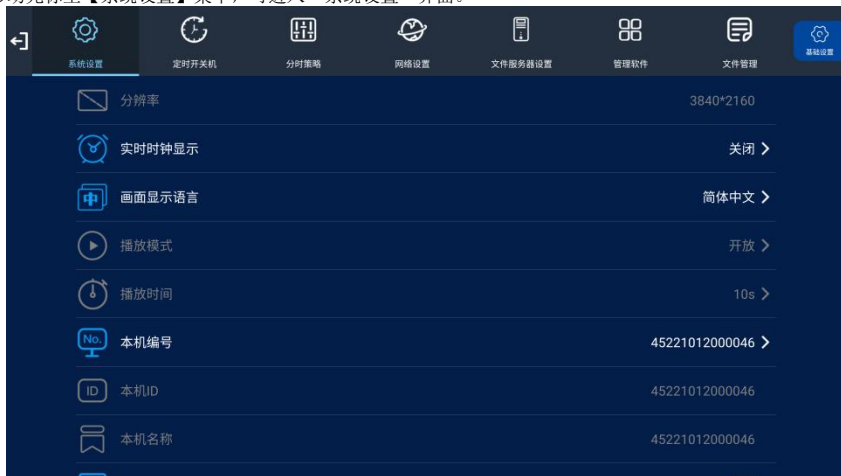 系统设置
定时开关机
分时策略
网络设置
文件服务器设置
管理软件
文件管理
基础设置
分辨率 3840*2160
实时时钟显示 关闭
中 画面显示语言 简体中文
播放模式 开放
播放时间 10s
No. 本机编号 45221012000046
ID 本机ID 45221012000046
本机名称 45221012000046